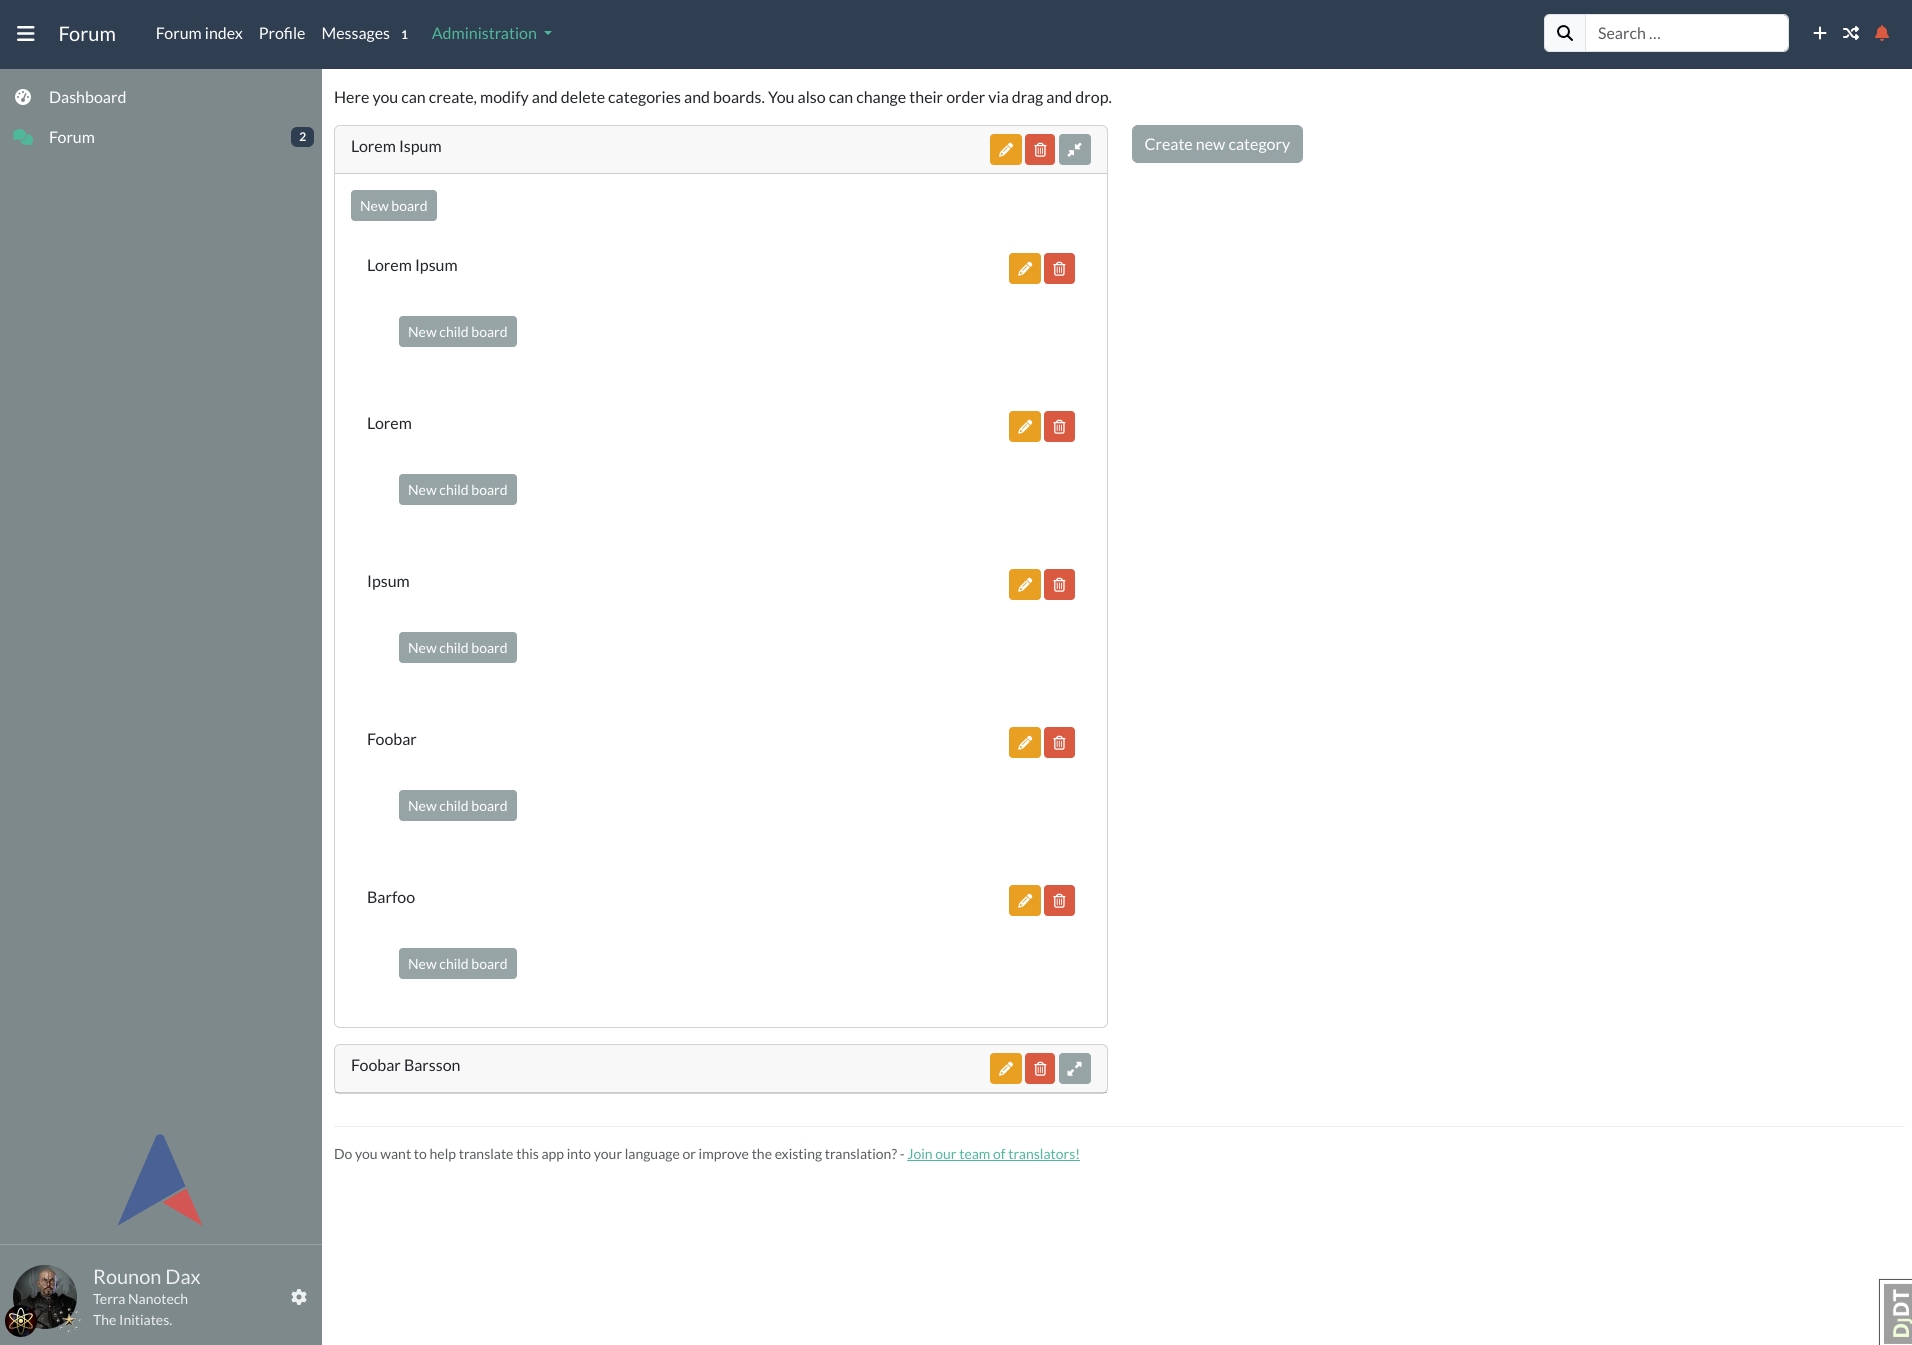 Forum
Forum index
Profile
Messages 1
Administration
Search ...
Dashboard
Forum
2
Here you can create, modify and delete categories and boards. You also can change their order via drag and drop.
Lorem Ispum
Create new category
New board
Lorem Ipsum
New child board
Lorem
New child board
Ipsum
New child board
Foobar
New child board
Barfoo
New child board
Foobar Barsson
Do you want to help translate this app into your language or improve the existing translation? - Join our team of translators!
Rounon Dax
Terra Nanotech
The Initiates.
DjDT